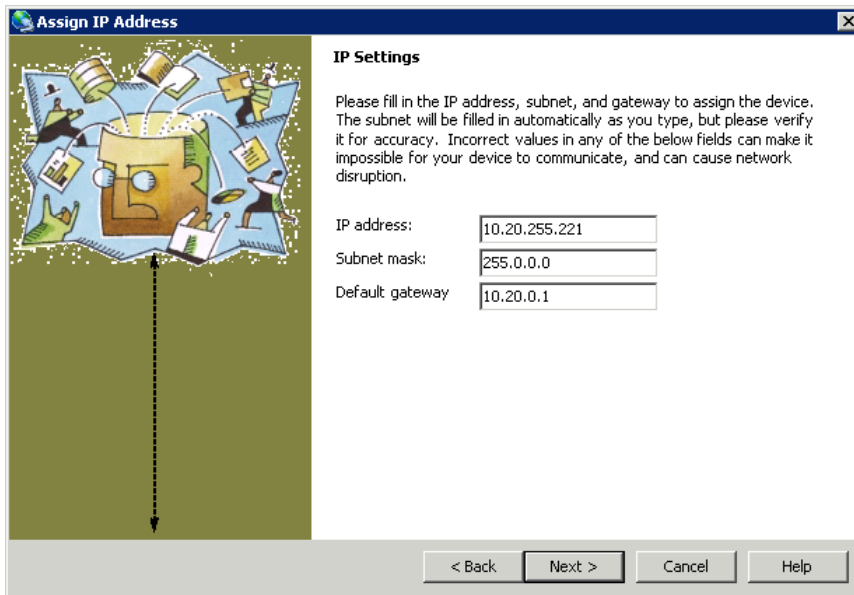 Assign IP Address
IP Settings
Please fill in the IP address, subnet, and gateway to assign the device.
The subnet will be filled in automatically as you type, but please verify
it for accuracy.  Incorrect values in any of the below fields can make it
impossible for your device to communicate, and can cause network
disruption.
IP address: 10.20.255.221
Subnet mask: 255.0.0.0
Default gateway 10.20.0.1
< Back Next > Cancel Help